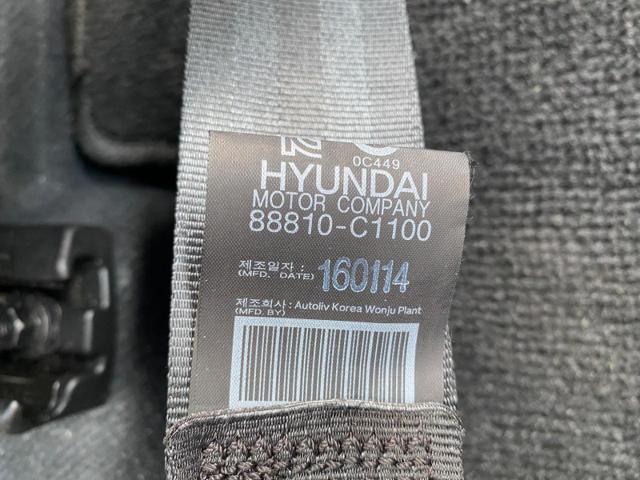 0C449
HYUNDAI
MOTOR COMPANY
88810-C1100
제조일자 : 160114
(MFD. DATE)
제조회사 : Autoliv Korea Wonju Plant
(MFD. BY)